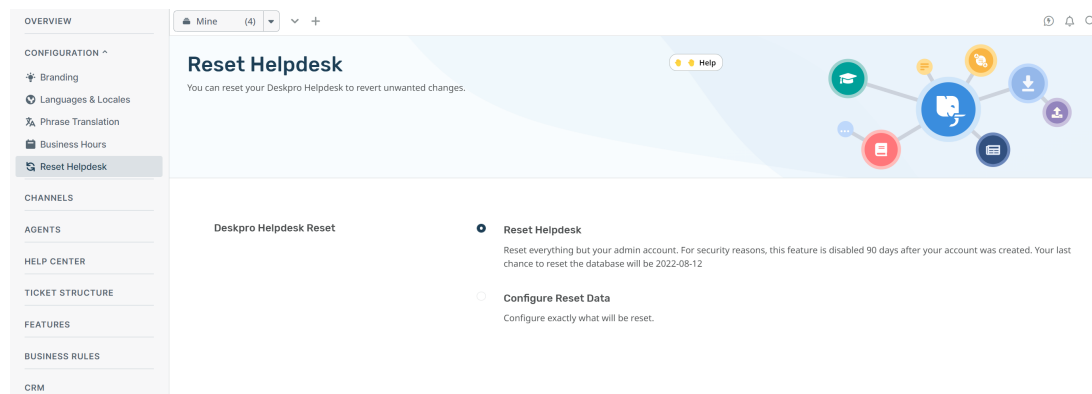 OVERVIEW
CONFIGURATION
Branding
Languages & Locales
Phrase Translation
Business Hours
Reset Helpdesk
CHANNELS
AGENTS
HELP CENTER
TICKET STRUCTURE
FEATURES
BUSINESS RULES
CRM
Mine (4)
Reset Helpdesk
You can reset your Deskpro Helpdesk to revert unwanted changes.
Help
Deskpro Helpdesk Reset
Reset Helpdesk
Reset everything but your admin account. For security reasons, this feature is disabled 90 days after your account was created. Your last
chance to reset the database will be 2022-08-12
Configure Reset Data
Configure exactly what will be reset.